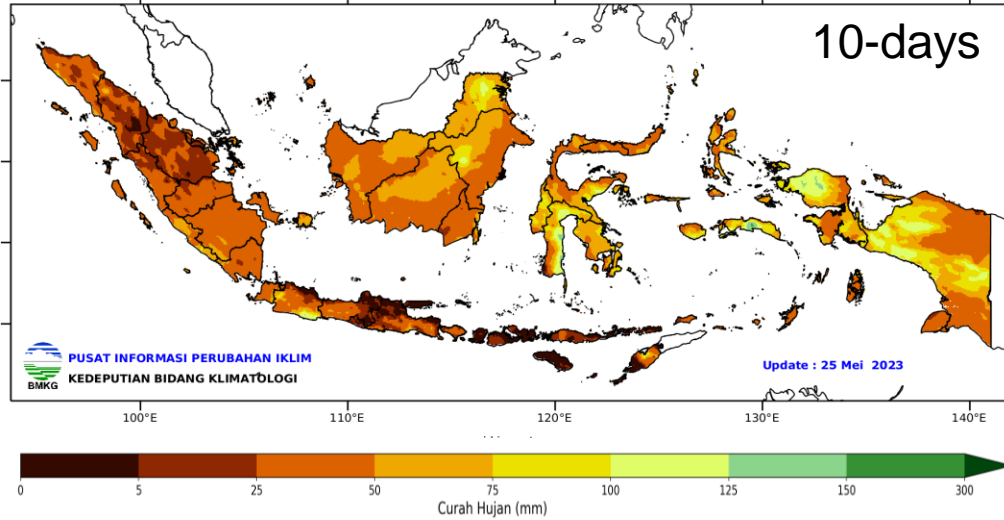 10-days
PUSAT INFORMASI PERUBAHAN IKLIM
KEDEPUTIAN BIDANG KLIMATOLOGI
BMKG
Update : 25 Mei 2023
100°E 110°E 120°E 130°E 140°E
0 5 25 50 75 100 125 150 300
Curah Hujan (mm)